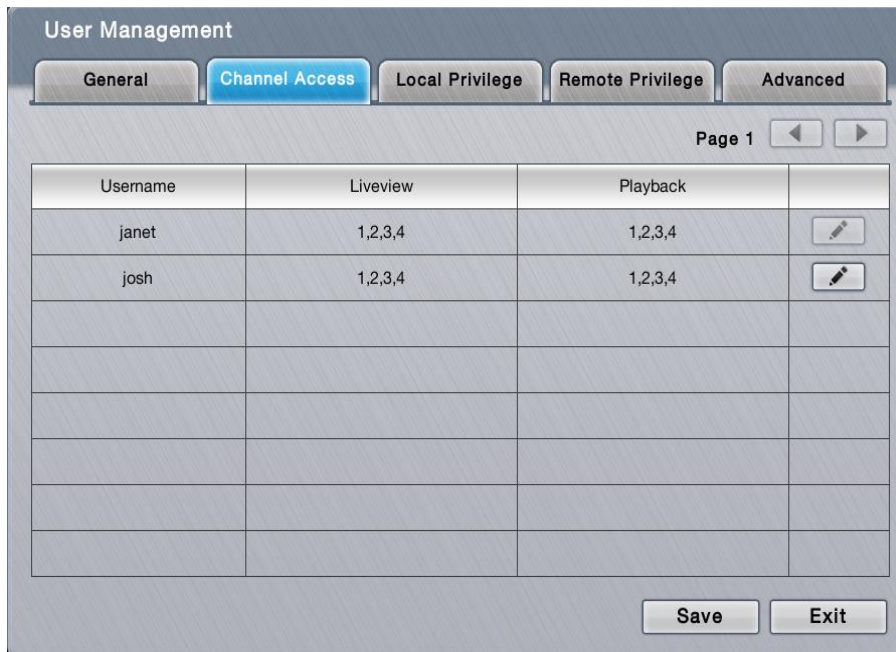 User Management
General Channel Access Local Privilege Remote Privilege Advanced
Page 1
Username Liveview Playback
janet 1,2,3,4 1,2,3,4
josh 1,2,3,4 1,2,3,4
Save Exit